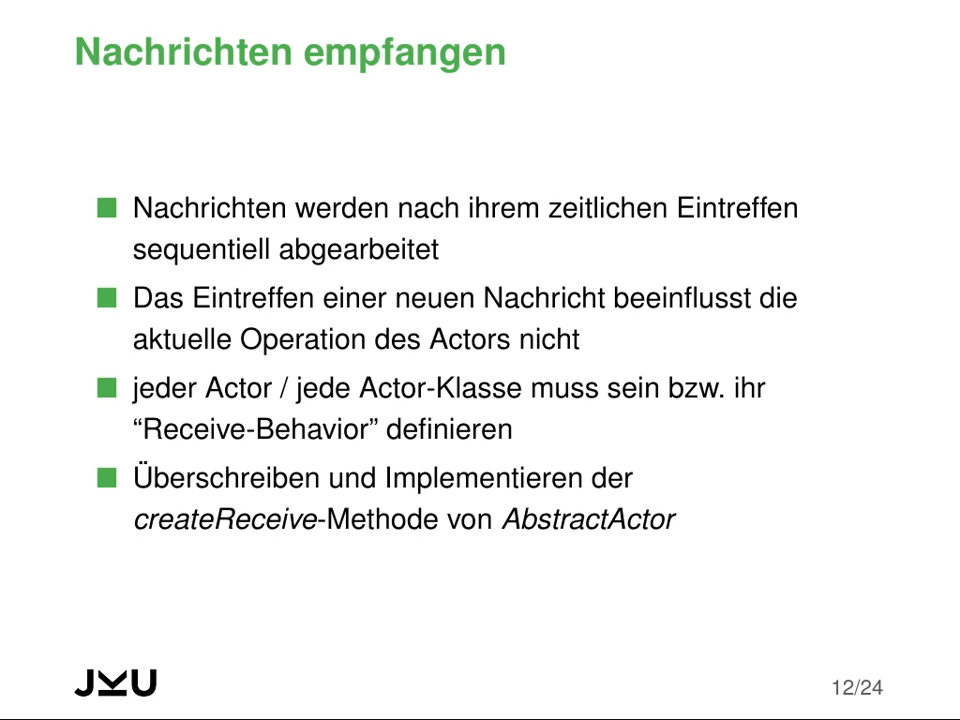 Nachrichten empfangen
Nachrichten werden nach ihrem zeitlichen Eintreffen
sequentiell abgearbeitet
Das Eintreffen einer neuen Nachricht beeinflusst die
aktuelle Operation des Actors nicht
jeder Actor / jede Actor-Klasse muss sein bzw. ihr
“Receive-Behavior” definieren
Überschreiben und Implementieren der
createReceive-Methode von AbstractActor
JKU
12/24